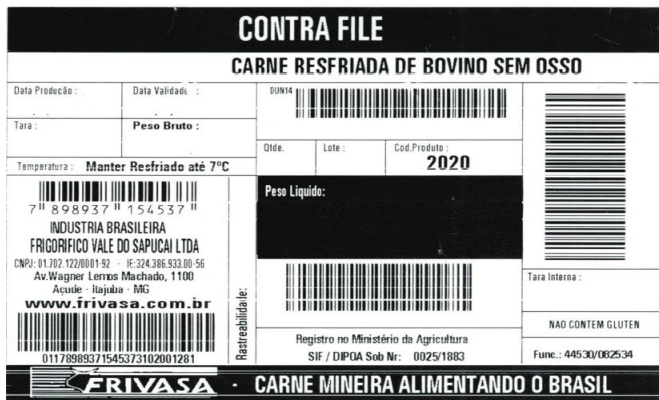 CONTRA FILE
CARNE RESFRIADA DE BOVINO SEM OSSO
Data Producão :
Data Validade :
DUN14
Tara :
Peso Bruto :
Qtde.
Lote :
Cod.Produto :
2020
Temperatura : Manter Resfriado até 7ºC
7" 898937" 154537"
Peso Liquido:
INDUSTRIA BRASILEIRA
FRIGORIFICO VALE DO SAPUCAI LTDA
CNPJ: 01.702.122/0001-92 - IE:324.386.933.00-56
Av.Wagner Lemos Machado, 1100
Açude - Itajuba - MG
www.frivasa.com.br
01178989371545373102001281
Rastreabilidade:
Registro no Ministério da Agricultura
SIF / DIPOA Sob Nr: 0025/1883
Tara Interna :
NAO CONTEM GLUTEN
Func.: 44530/082534
FRIVASA - CARNE MINEIRA ALIMENTANDO O BRASIL